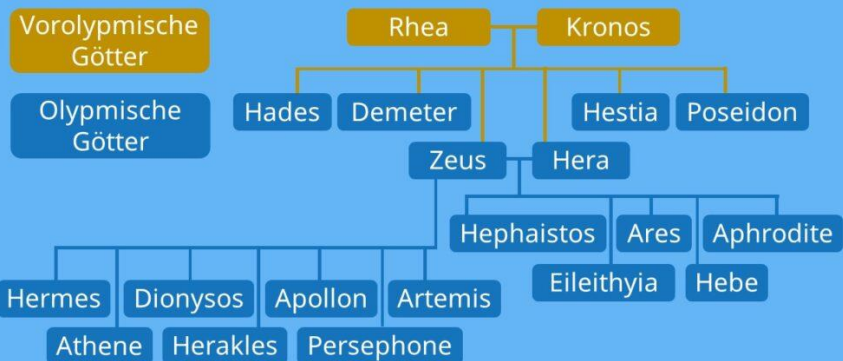 Vorolypmische
Götter
Rhea
Kronos
Olypmische
Götter
Hades
Demeter
Hestia
Poseidon
Zeus
Hera
Hephaistos
Ares
Aphrodite
Eileithyia
Hebe
Hermes
Dionysos
Apollon
Artemis
Athene
Herakles
Persephone